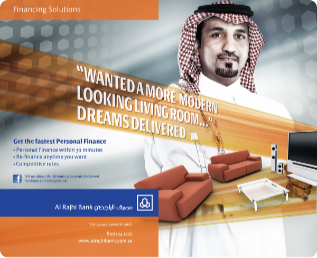 Financing Solutions
"WANTED A MORE MODERN
LOOKING LIVING ROOM..."
DREAMS DELIVERED
Get the fastest Personal Finance
• Personal Finance within 30 minutes
• Re-finance anytime you want
• Competitive rates
Al Rajhi Bank مصرف الراجحي
www.alrajhibank.com.sa